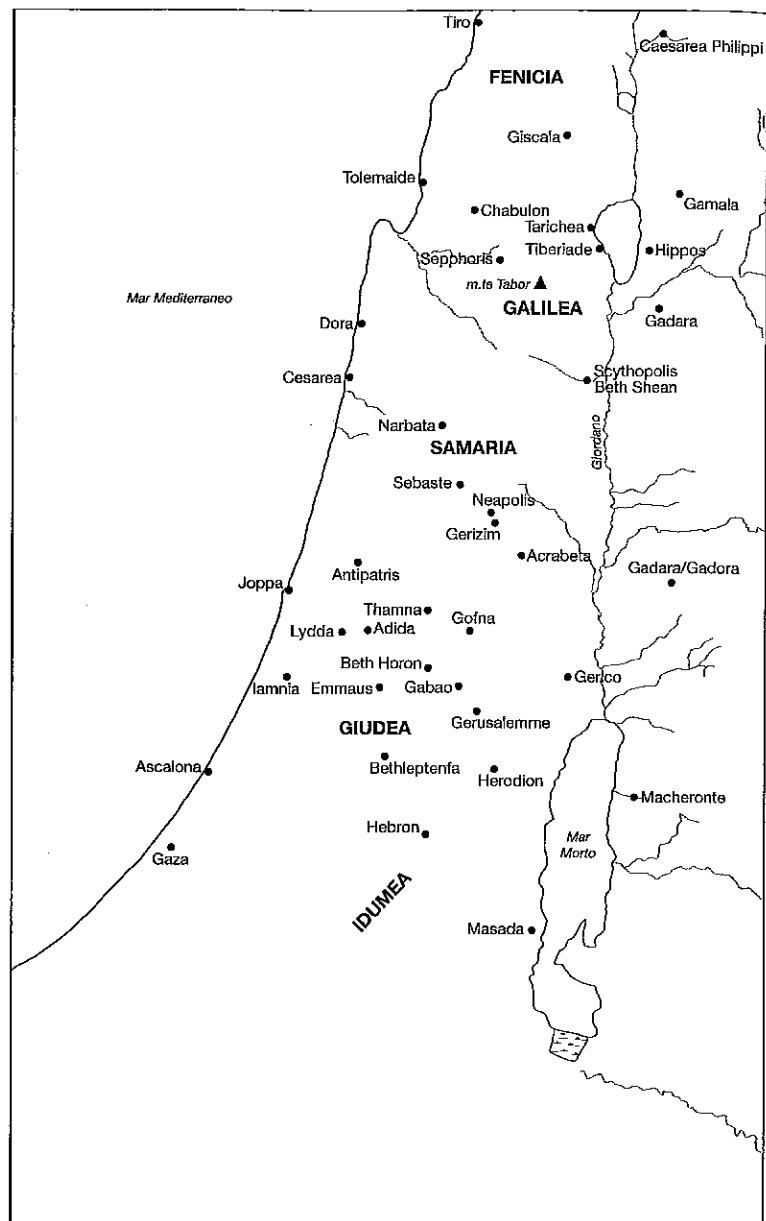 Tiro
Caesarea Philippi
FENICIA
Giscala
Tolemaide
Gamala
Chabulon
Tarichea
Tiberiade
Hippos
Sepphoris
m.te Tabor
GALILEA
Mar Mediterraneo
Gadara
Dora
Cesarea
Scythopolis
Beth Shean
Narbata
Giordano
SAMARIA
Sebaste
Neapolis
Gerizim
Acrabeta
Antipatris
Gadara/Gadora
Joppa
Thamna
Lydda
Adida
Gofna
Beth Horon
Iamnia
Emmaus
Gabao
Gerico
Gerusalemme
GIUDEA
Bethleptenfa
Herodion
Ascalona
Macheronte
Hebron
Mar
Morto
Gaza
IDUMEA
Masada